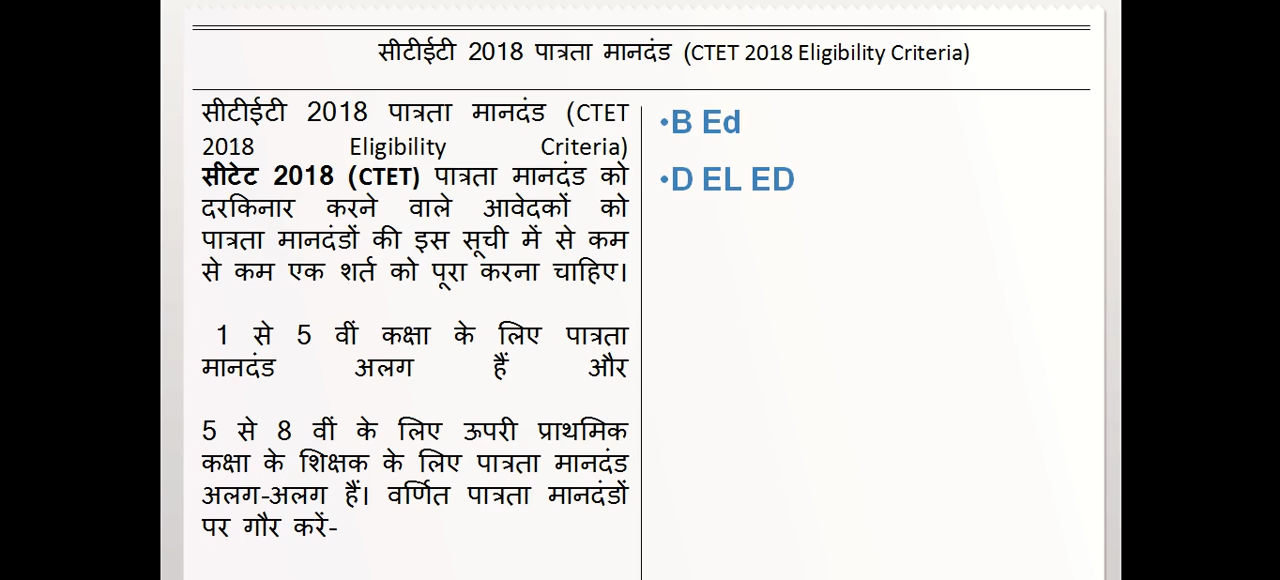 सीटीईटी 2018 पात्रता मानदंड (CTET 2018 Eligibility Criteria)
सीटीईटी 2018 पात्रता मानदंड (CTET
2018 Eligibility Criteria)
सीटेट 2018 (CTET) पात्रता मानदंड को
दरकिनार करने वाले आवेदकों को
पात्रता मानदंडों की इस सूची में से कम
से कम एक शर्त को पूरा करना चाहिए।
1 से 5 वीं कक्षा के लिए पात्रता
मानदंड अलग हैं और
5 से 8 वीं के लिए ऊपरी प्राथमिक
कक्षा के शिक्षक के लिए पात्रता मानदंड
अलग-अलग हैं। वर्णित पात्रता मानदंडों
पर गौर करें-
•B Ed
•D EL ED